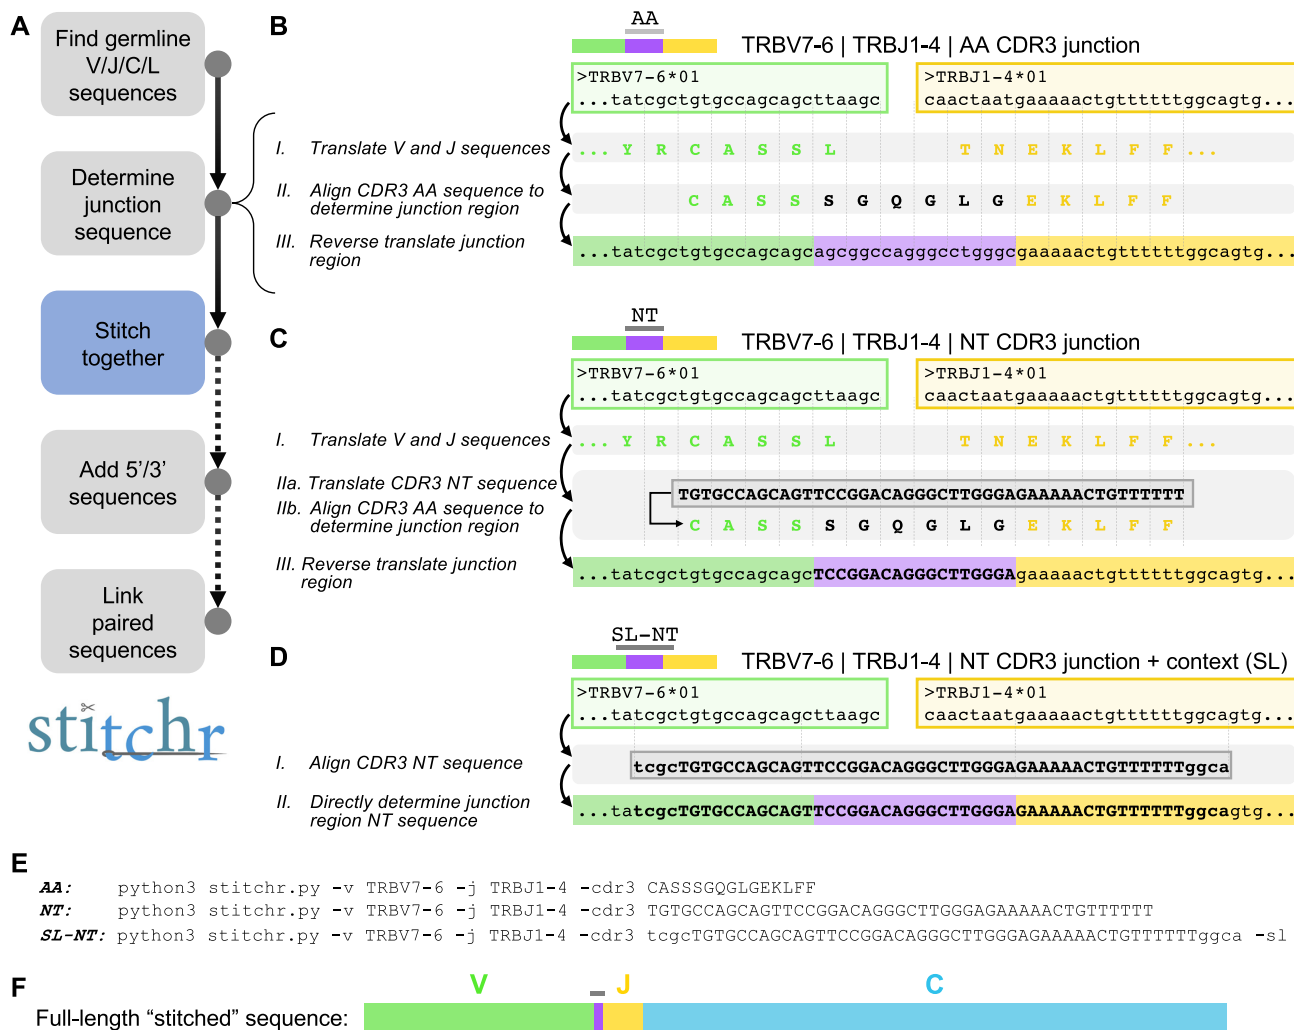 A
Find germline
V/J/C/L
sequences
Determine
junction
sequence
Stitch
together
Add 5’/3’
sequences
Link
paired
sequences
stitchr
B
AA
TRBV7-6 | TRBJ1-4 | AA CDR3 junction
>TRBV7-6*01
...tatcgctgtgccagcagcttaagc
>TRBJ1-4*01
caactaatgaaaaactgttttttggcagtg...
I. Translate V and J sequences
... Y R C A S S L T N E K L F F ...
II. Align CDR3 AA sequence to
determine junction region
C A S S S G Q G L G E K L F F
III. Reverse translate junction
region
...tatcgctgtgccagcagcagcggccagggcctgggcgaaaaactgttttttggcagtg...
C
NT
TRBV7-6 | TRBJ1-4 | NT CDR3 junction
>TRBV7-6*01
...tatcgctgtgccagcagcttaagc
>TRBJ1-4*01
caactaatgaaaaactgttttttggcagtg...
I. Translate V and J sequences
... Y R C A S S L T N E K L F F ...
IIa. Translate CDR3 NT sequence
TGTGCCAGCAGTTCCGGACAGGGCTTGGGAGAAAAACTGTTTTTT
IIb. Align CDR3 AA sequence to
determine junction region
C A S S S G Q G L G E K L F F
III. Reverse translate junction
region
...tatcgctgtgccagcagcTCCGGACAGGGCTTGGGAgaaaaactgttttttggcagtg...
D
SL-NT
TRBV7-6 | TRBJ1-4 | NT CDR3 junction + context (SL)
>TRBV7-6*01
...tatcgctgtgccagcagcttaagc
>TRBJ1-4*01
caactaatgaaaaactgttttttggcagtg...
I. Align CDR3 NT sequence
tcgcTGTGCCAGCAGTTCCGGACAGGGCTTGGGAGAAAAACTGTTTTTTggca
II. Directly determine junction
region NT sequence
...tatcgcTGTGCCAGCAGTTCCGGACAGGGCTTGGGAGAAAAACTGTTTTTTggcagtg...
E
AA: python3 stitchr.py -v TRBV7-6 -j TRBJ1-4 -cdr3 CASSSGQGLGEKLFF
NT: python3 stitchr.py -v TRBV7-6 -j TRBJ1-4 -cdr3 TGTGCCAGCAGTTCCGGACAGGGCTTGGGAGAAAAACTGTTTTTT
SL-NT: python3 stitchr.py -v TRBV7-6 -j TRBJ1-4 -cdr3 tcgcTGTGCCAGCAGTTCCGGACAGGGCTTGGGAGAAAAACTGTTTTTTggca -sl
F
V J C
Full-length “stitched” sequence: